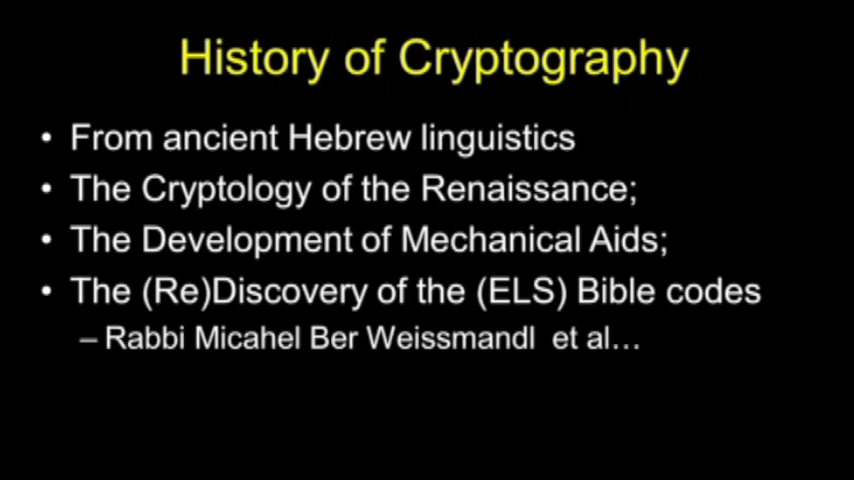 History of Cryptography
• From ancient Hebrew linguistics
• The Cryptology of the Renaissance;
• The Development of Mechanical Aids;
• The (Re)Discovery of the (ELS) Bible codes
– Rabbi Micahel Ber Weissmandl et al...